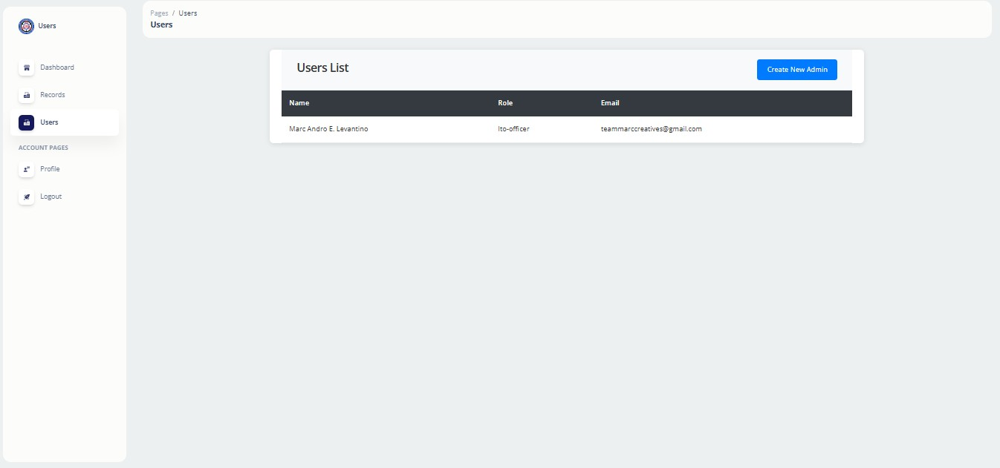 Users
Dashboard
Records
Users
ACCOUNT PAGES
Profile
Logout
Pages / Users
Users
Users List
Create New Admin
Name Role Email
Marc Andro E. Levantino lto-officer teammarccreatives@gmail.com